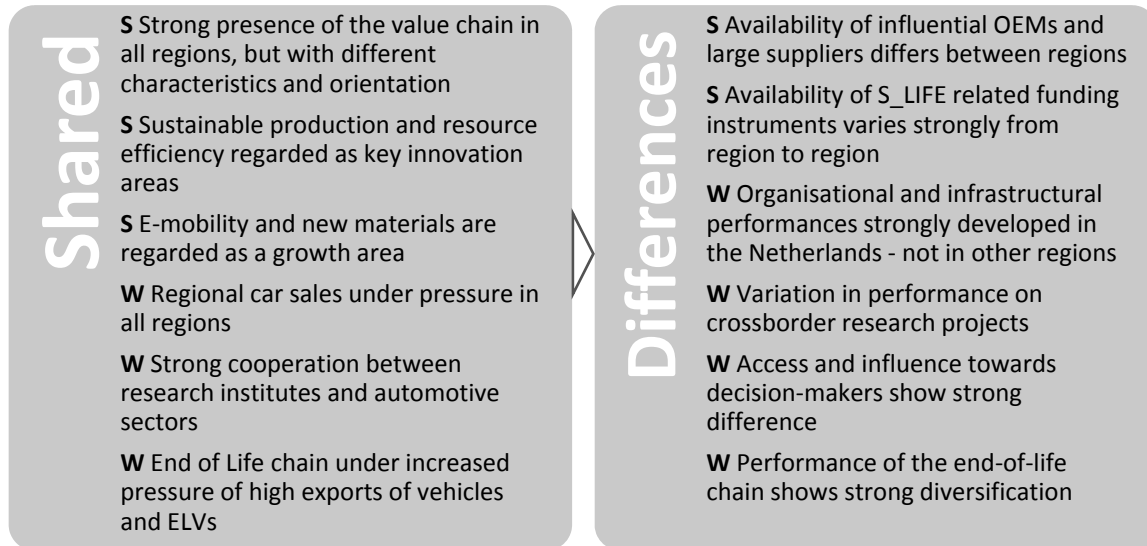 Shared
S Strong presence of the value chain in
all regions, but with different
characteristics and orientation
S Sustainable production and resource
efficiency regarded as key innovation
areas
S E-mobility and new materials are
regarded as a growth area
W Regional car sales under pressure in
all regions
W Strong cooperation between
research institutes and automotive
sectors
W End of Life chain under increased
pressure of high exports of vehicles
and ELVs
Differences
S Availability of influential OEMs and
large suppliers differs between regions
S Availability of S_LIFE related funding
instruments varies strongly from
region to region
W Organisational and infrastructural
performances strongly developed in
the Netherlands - not in other regions
W Variation in performance on
crossborder research projects
W Access and influence towards
decision-makers show strong
difference
W Performance of the end-of-life
chain shows strong diversification